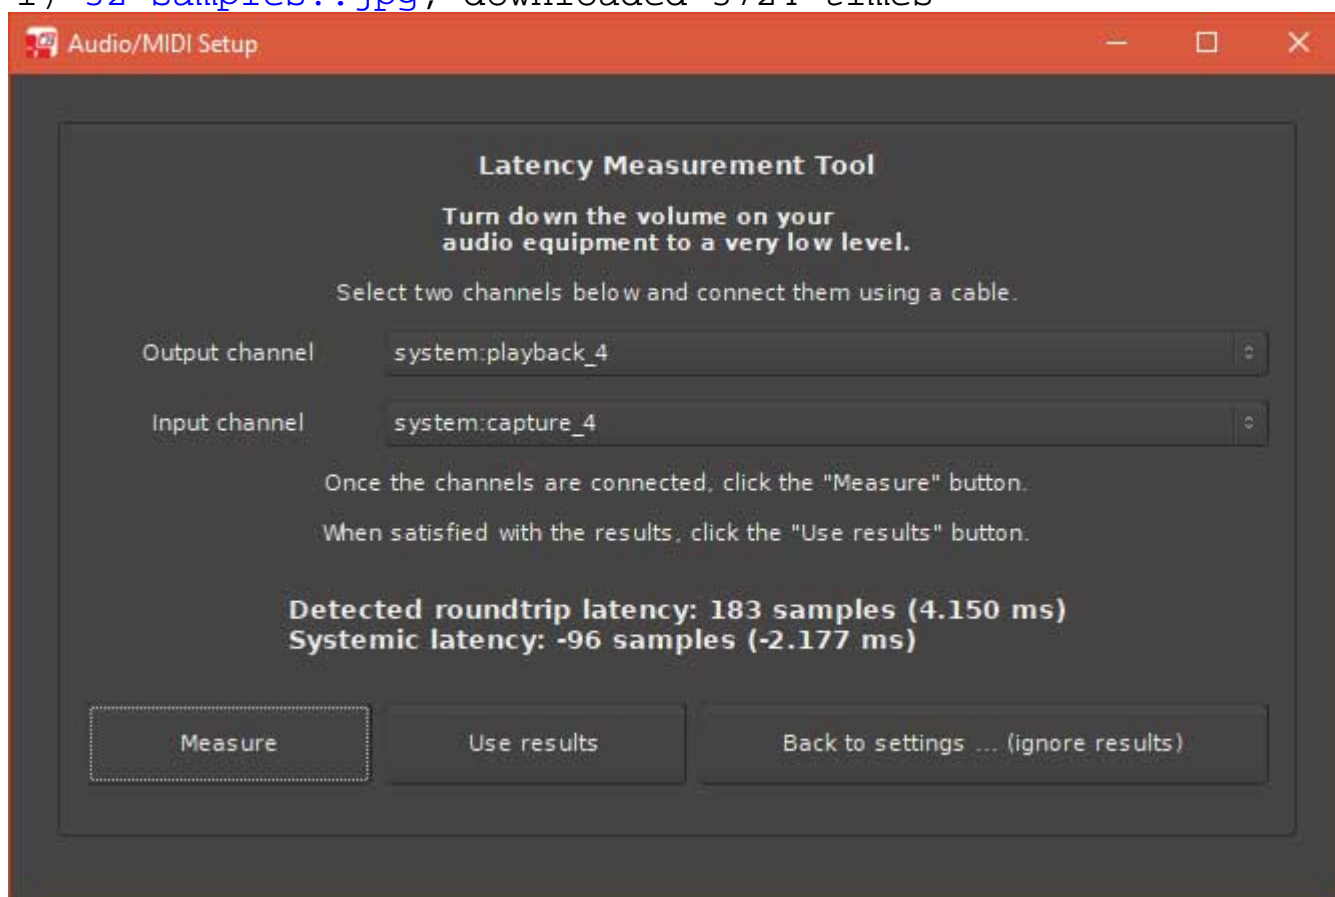 Audio/MIDI Setup
Latency Measurement Tool
Turn down the volume on your
audio equipment to a very low level.
Select two channels below and connect them using a cable.
Output channel system:playback_4
Input channel system:capture_4
Once the channels are connected, click the "Measure" button.
When satisfied with the results, click the "Use results" button.
Detected roundtrip latency: 183 samples (4.150 ms)
Systemic latency: -96 samples (-2.177 ms)
Measure Use results Back to settings ... (ignore results)